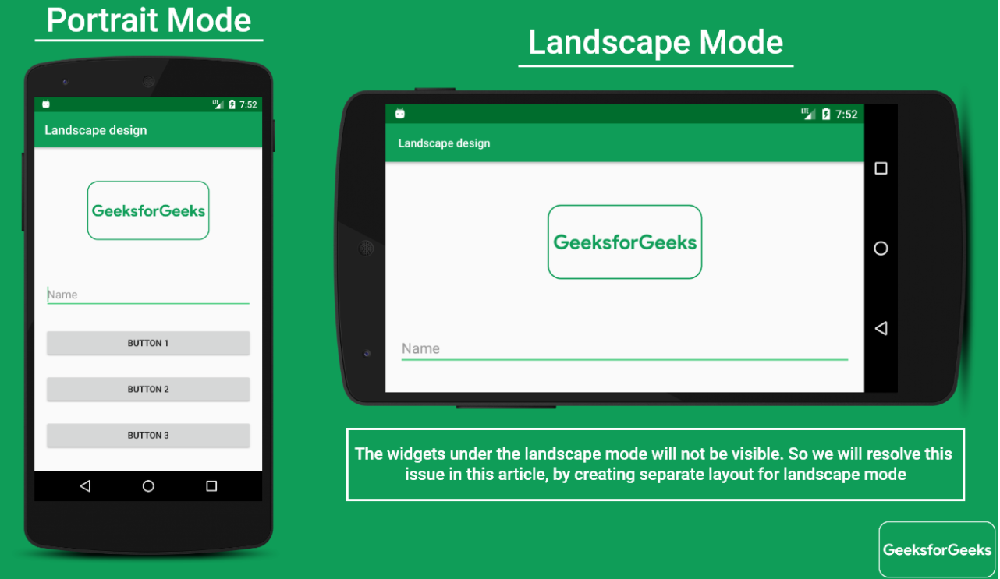 Portrait Mode
LTE 7:52
Landscape design
GeeksforGeeks
Name
BUTTON 1
BUTTON 2
BUTTON 3
Landscape Mode
LTE 7:52
Landscape design
GeeksforGeeks
Name
The widgets under the landscape mode will not be visible. So we will resolve this
issue in this article, by creating separate layout for landscape mode
GeeksforGeeks